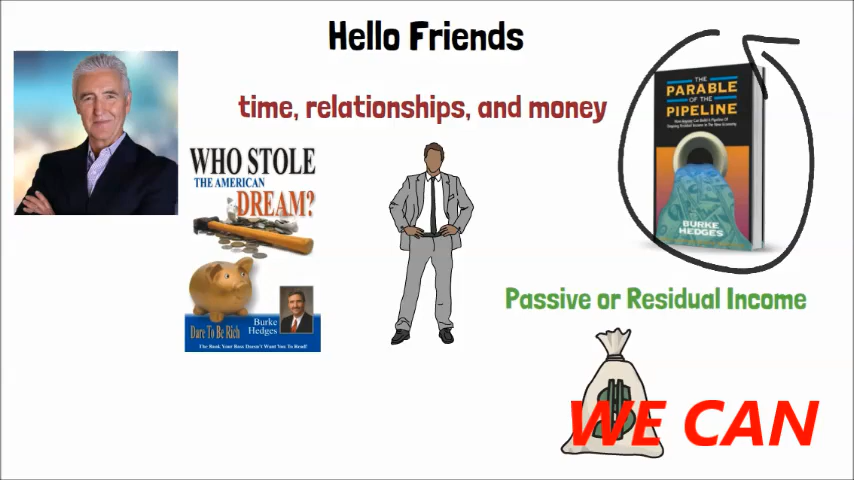 Hello Friends
time, relationships, and money
WHO STOLE
THE AMERICAN
DREAM?
Burke
Hedges
Dare To Be Rich
The Book Your Boss Doesn't Want You To Read!
THE
PARABLE
OF THE
PIPELINE
BURKE
HEDGES
Passive or Residual Income
$
WE CAN